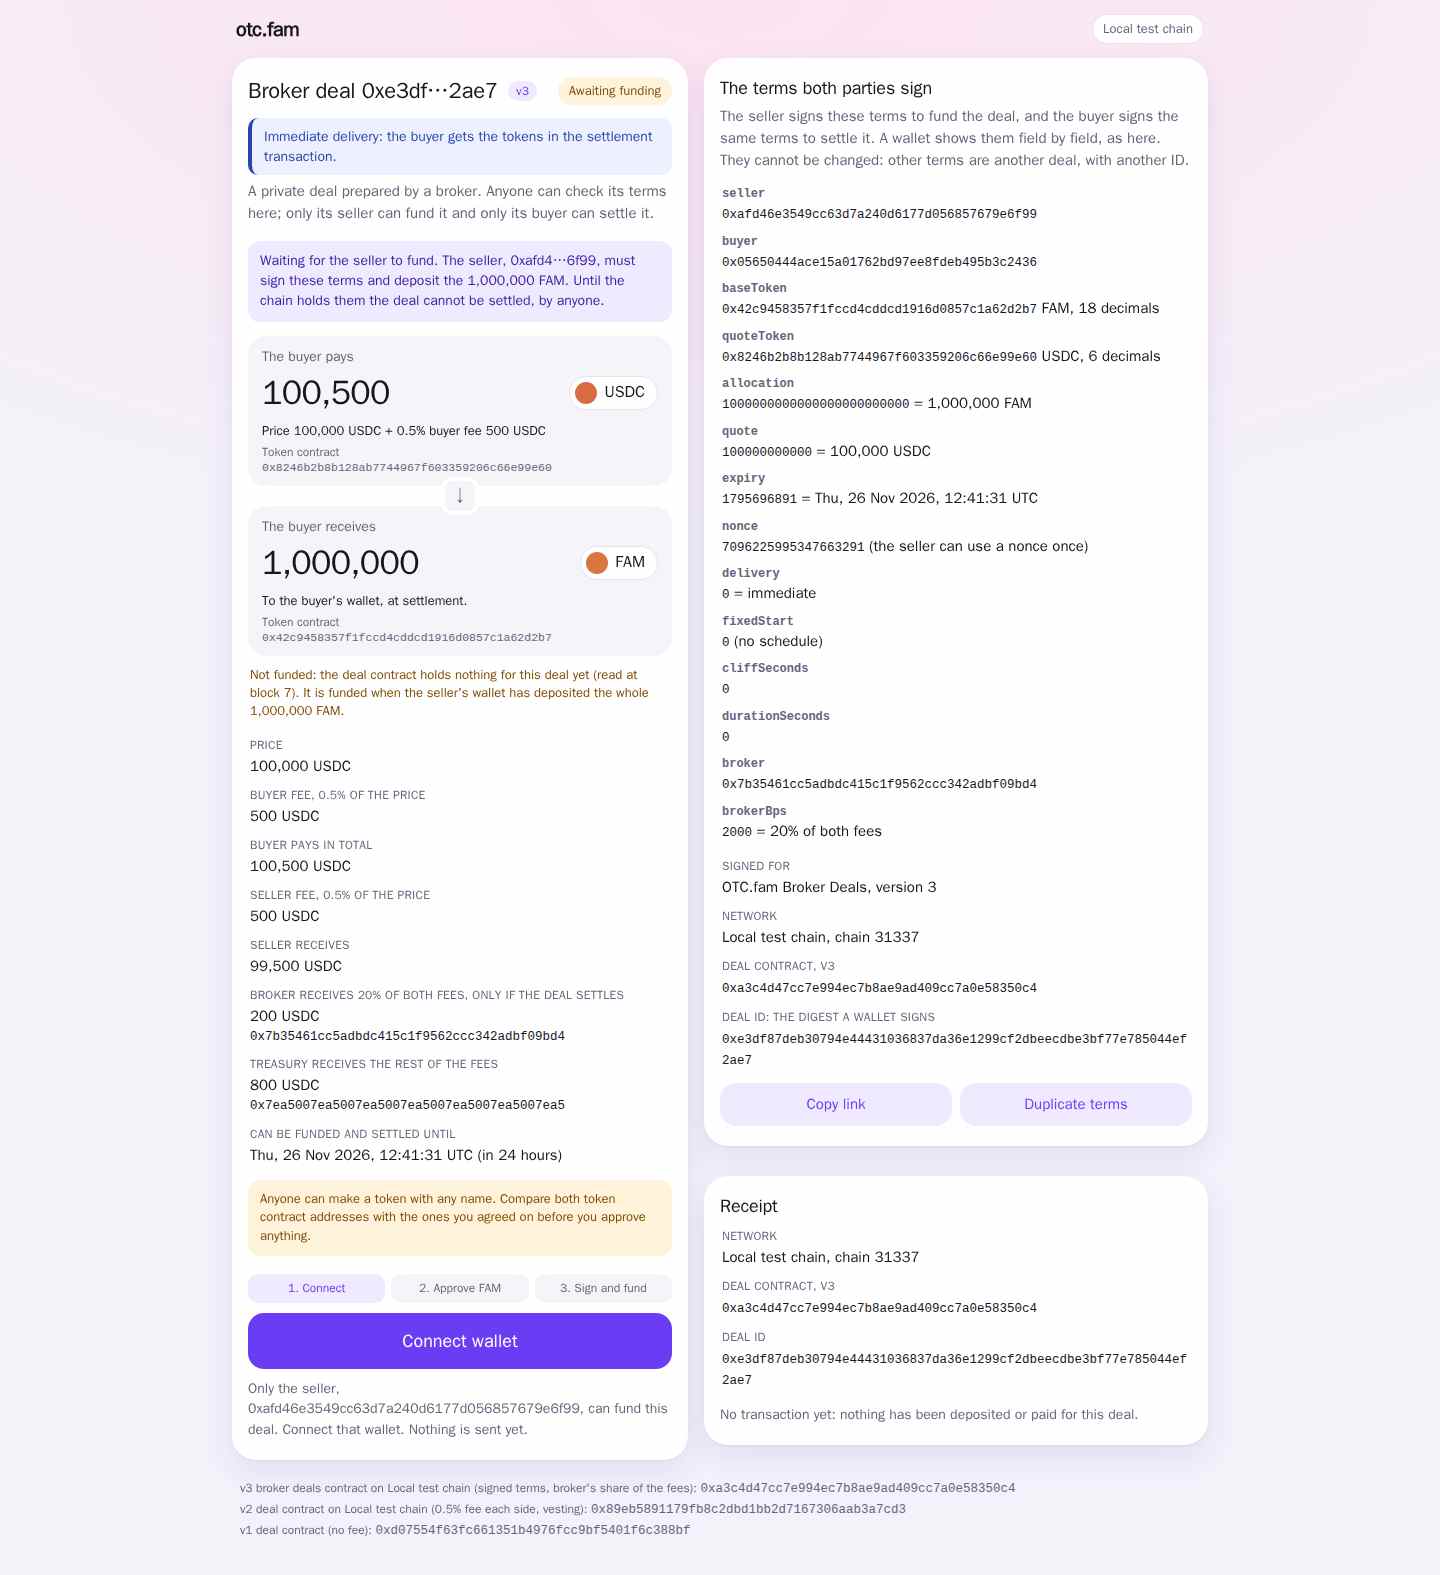 otc.fam
Local test chain
Broker deal 0xe3df···2ae7 v3 Awaiting funding
Immediate delivery: the buyer gets the tokens in the settlement
transaction.
A private deal prepared by a broker. Anyone can check its terms
here; only its seller can fund it and only its buyer can settle it.
Waiting for the seller to fund. The seller, 0xafd4···6f99, must
sign these terms and deposit the 1,000,000 FAM. Until the
chain holds them the deal cannot be settled, by anyone.
The buyer pays
100,500 USDC
Price 100,000 USDC + 0.5% buyer fee 500 USDC
Token contract
0x8246b2b8b128ab7744967f603359206c66e99e60
↓
The buyer receives
1,000,000 FAM
To the buyer's wallet, at settlement.
Token contract
0x42c9458357f1fccd4cddcd1916d0857c1a62d2b7
Not funded: the deal contract holds nothing for this deal yet (read at
block 7). It is funded when the seller's wallet has deposited the whole
1,000,000 FAM.
PRICE
100,000 USDC
BUYER FEE, 0.5% OF THE PRICE
500 USDC
BUYER PAYS IN TOTAL
100,500 USDC
SELLER FEE, 0.5% OF THE PRICE
500 USDC
SELLER RECEIVES
99,500 USDC
BROKER RECEIVES 20% OF BOTH FEES, ONLY IF THE DEAL SETTLES
200 USDC
0x7b35461cc5adbdc415c1f9562ccc342adbf09bd4
TREASURY RECEIVES THE REST OF THE FEES
800 USDC
0x7ea5007ea5007ea5007ea5007ea5007ea5007ea5
CAN BE FUNDED AND SETTLED UNTIL
Thu, 26 Nov 2026, 12:41:31 UTC (in 24 hours)
Anyone can make a token with any name. Compare both token
contract addresses with the ones you agreed on before you approve
anything.
1. Connect 2. Approve FAM 3. Sign and fund
Connect wallet
Only the seller,
0xafd46e3549cc63d7a240d6177d056857679e6f99, can fund this
deal. Connect that wallet. Nothing is sent yet.
The terms both parties sign
The seller signs these terms to fund the deal, and the buyer signs the
same terms to settle it. A wallet shows them field by field, as here.
They cannot be changed: other terms are another deal, with another ID.
seller
0xafd46e3549cc63d7a240d6177d056857679e6f99
buyer
0x05650444ace15a01762bd97ee8fdeb495b3c2436
baseToken
0x42c9458357f1fccd4cddcd1916d0857c1a62d2b7 FAM, 18 decimals
quoteToken
0x8246b2b8b128ab7744967f603359206c66e99e60 USDC, 6 decimals
allocation
1000000000000000000000000 = 1,000,000 FAM
quote
100000000000 = 100,000 USDC
expiry
1795696891 = Thu, 26 Nov 2026, 12:41:31 UTC
nonce
7096225995347663291 (the seller can use a nonce once)
delivery
0 = immediate
fixedStart
0 (no schedule)
cliffSeconds
0
durationSeconds
0
broker
0x7b35461cc5adbdc415c1f9562ccc342adbf09bd4
brokerBps
2000 = 20% of both fees
SIGNED FOR
OTC.fam Broker Deals, version 3
NETWORK
Local test chain, chain 31337
DEAL CONTRACT, V3
0xa3c4d47cc7e994ec7b8ae9ad409cc7a0e58350c4
DEAL ID: THE DIGEST A WALLET SIGNS
0xe3df87deb30794e44431036837da36e1299cf2dbeecdbe3bf77e785044ef
2ae7
Copy link Duplicate terms
Receipt
NETWORK
Local test chain, chain 31337
DEAL CONTRACT, V3
0xa3c4d47cc7e994ec7b8ae9ad409cc7a0e58350c4
DEAL ID
0xe3df87deb30794e44431036837da36e1299cf2dbeecdbe3bf77e785044ef
2ae7
No transaction yet: nothing has been deposited or paid for this deal.
v3 broker deals contract on Local test chain (signed terms, broker's share of the fees): 0xa3c4d47cc7e994ec7b8ae9ad409cc7a0e58350c4
v2 deal contract on Local test chain (0.5% fee each side, vesting): 0x89eb5891179fb8c2dbd1bb2d7167306aab3a7cd3
v1 deal contract (no fee): 0xd07554f63fc661351b4976fcc9bf5401f6c388bf